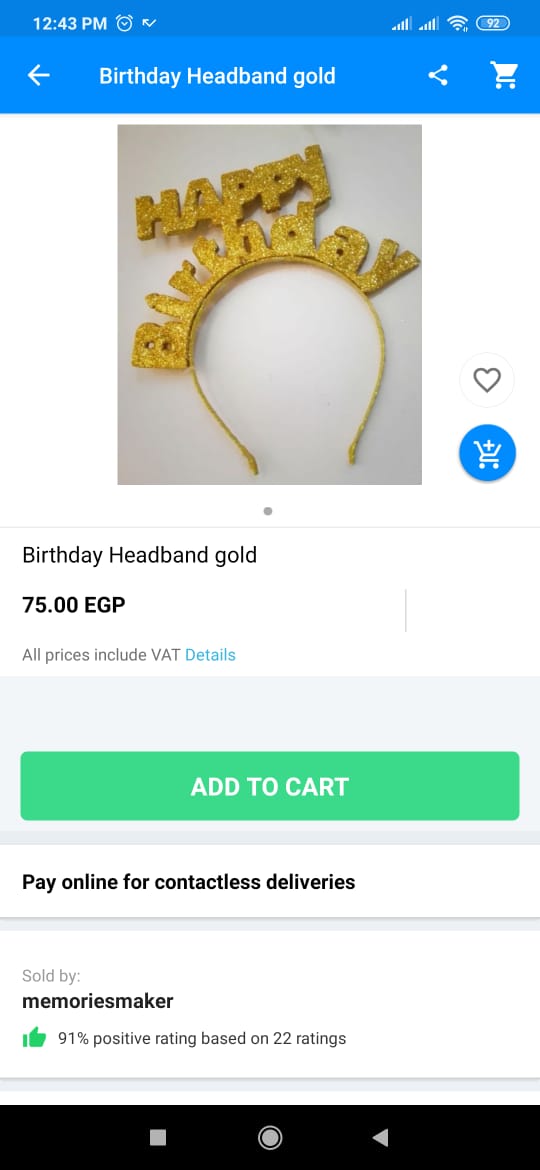 12:43 PM
92
Birthday Headband gold
HAPPY
Birthday
Birthday Headband gold
75.00 EGP
All prices include VAT Details
ADD TO CART
Pay online for contactless deliveries
Sold by:
memoriesmaker
91% positive rating based on 22 ratings